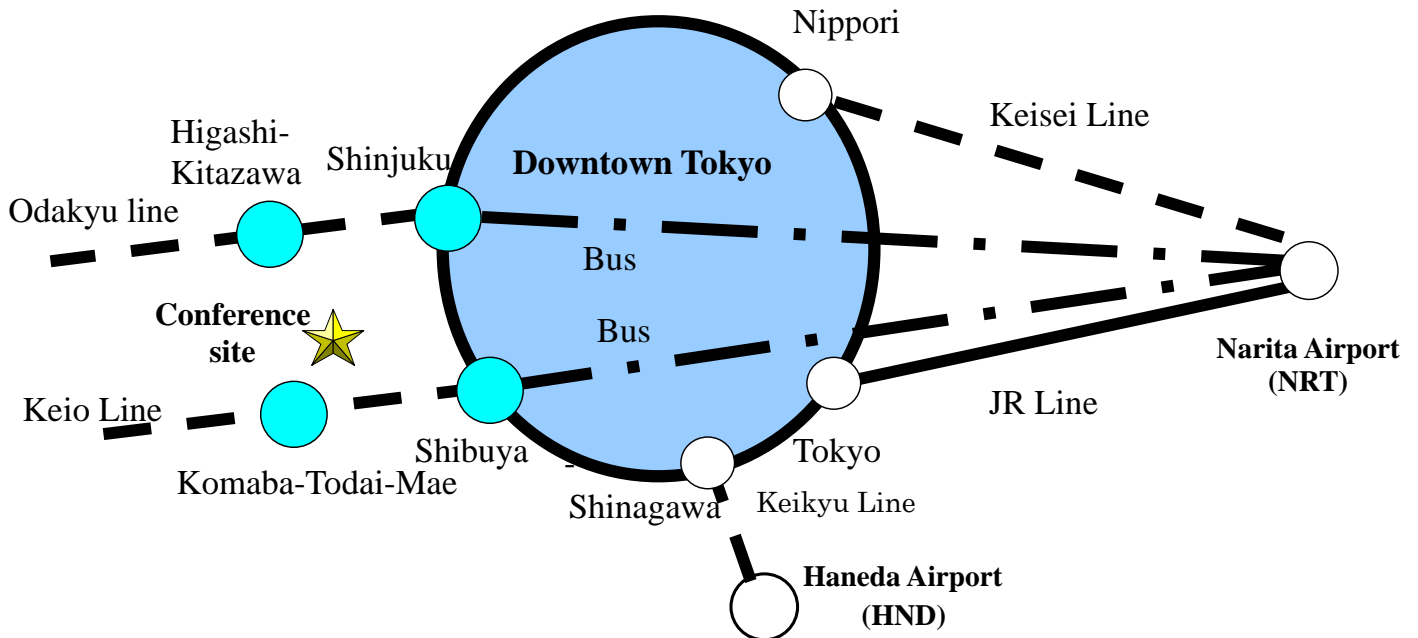 Nippori
Keisei Line
Higashi-
Kitazawa
Shinjuku
Downtown Tokyo
Odakyu line
Bus
Conference
site
Bus
Narita Airport
(NRT)
Keio Line
JR Line
Shibuya
-
Tokyo
Komaba-Todai-Mae
Shinagawa
Keikyu Line
Haneda Airport
(HND)